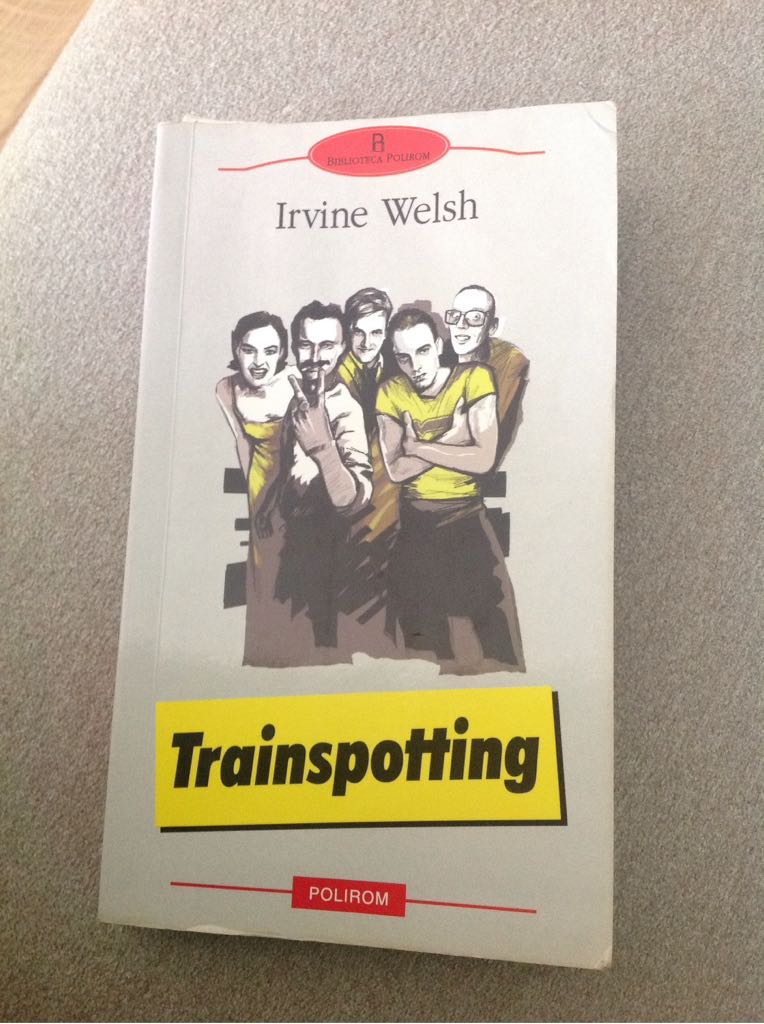 BIBLIOTECA POLIROM
Irvine Welsh
Trainspotting
POLIROM